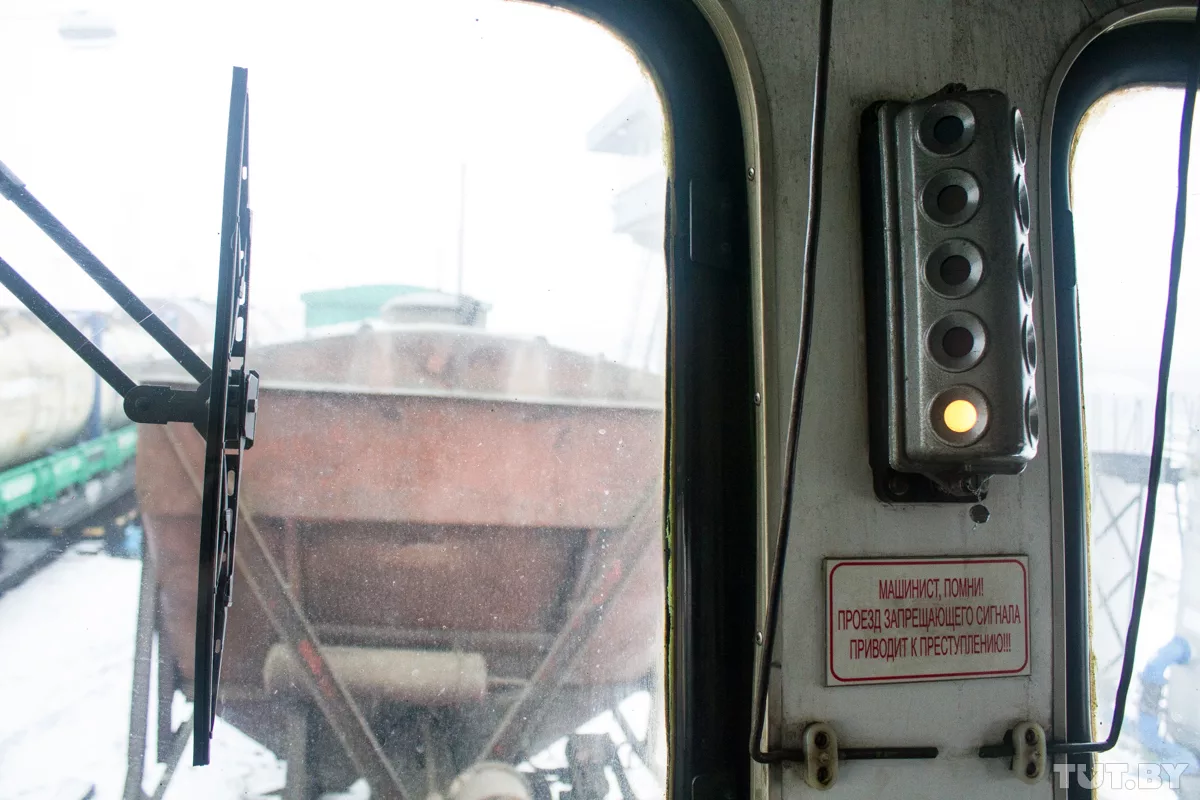 МАШИНИСТ, ПОМНИ!
ПРОЕЗД ЗАПРЕЩАЮЩЕГО СИГНАЛА
ПРИВОДИТ К ПРЕСТУПЛЕНИЮ!!!
TUT.BY